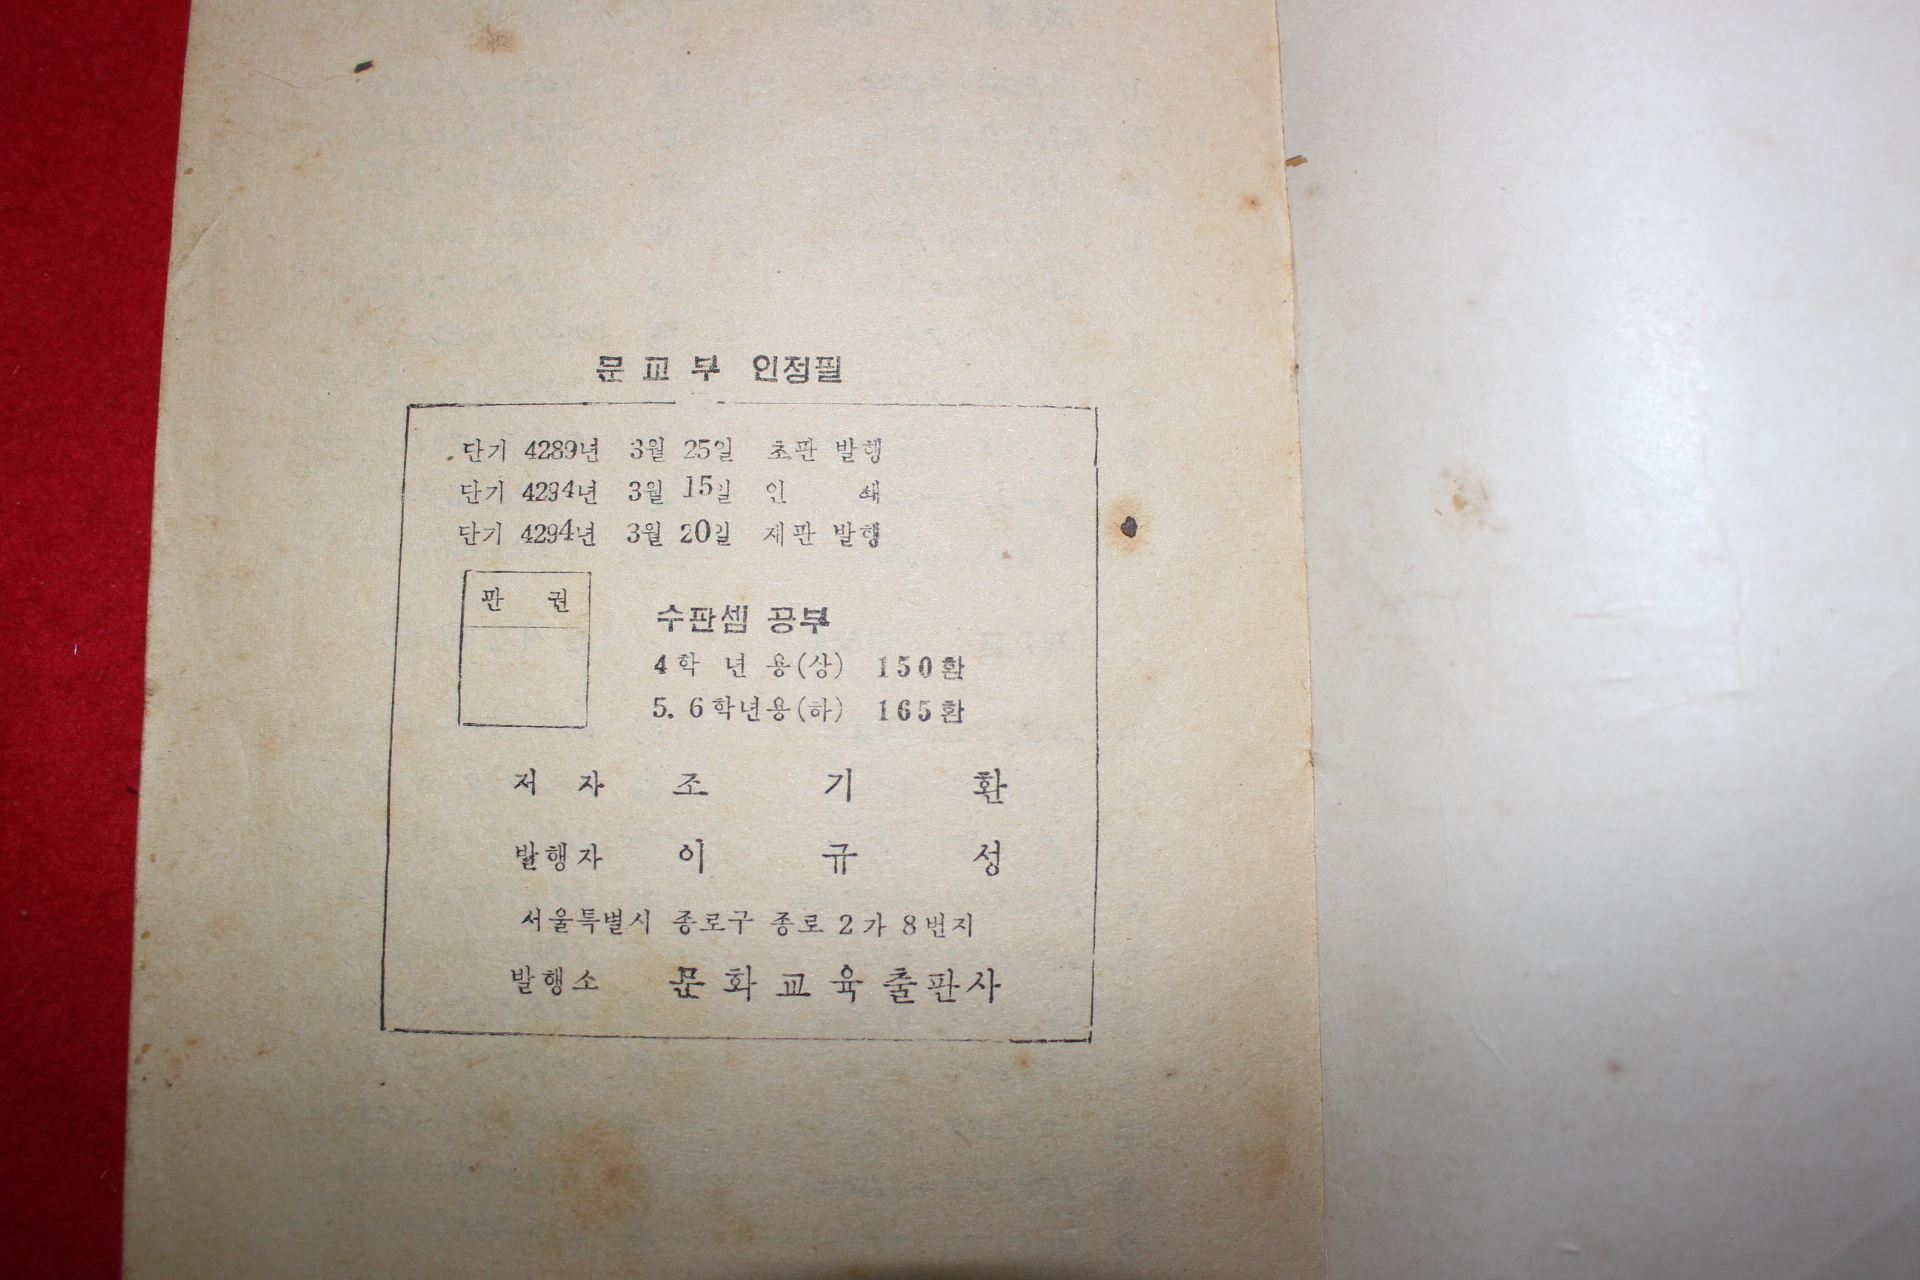 문교부 인정필
단기 4289년 3월 25일 초판 발행
단기 4294년 3월 15일 인 쇄
단기 4294년 3월 20일 재판 발행
판 권
수판셈 공부
4학 년 용(상) 150환
5. 6학년용(하) 165환
저 자 조 기 환
발행자 이 규 성
서울특별시 종로구 종로 2가 8번지
발행소 문화교육출판사